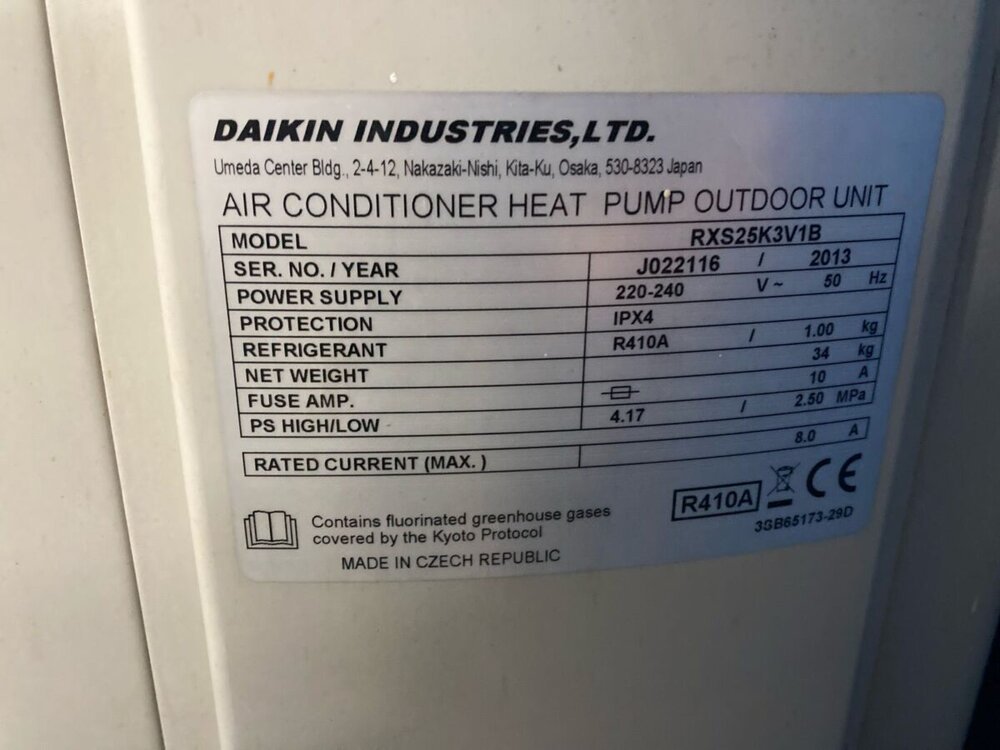 DAIKIN INDUSTRIES,LTD.
Umeda Center Bldg., 2-4-12, Nakazaki-Nishi, Kita-Ku, Osaka, 530-8323 Japan
AIR CONDITIONER HEAT PUMP OUTDOOR UNIT
MODEL RXS25K3V1B
SER. NO. / YEAR J022116 / 2013
POWER SUPPLY 220-240 V ~ 50 Hz
PROTECTION IPX4
REFRIGERANT R410A / 1.00 kg
NET WEIGHT 34 kg
FUSE AMP. 10 A
PS HIGH/LOW 4.17 / 2.50 MPa
RATED CURRENT (MAX. ) 8.0 A
R410A CE
Contains fluorinated greenhouse gases
covered by the Kyoto Protocol
3SB65173-29D
MADE IN CZECH REPUBLIC